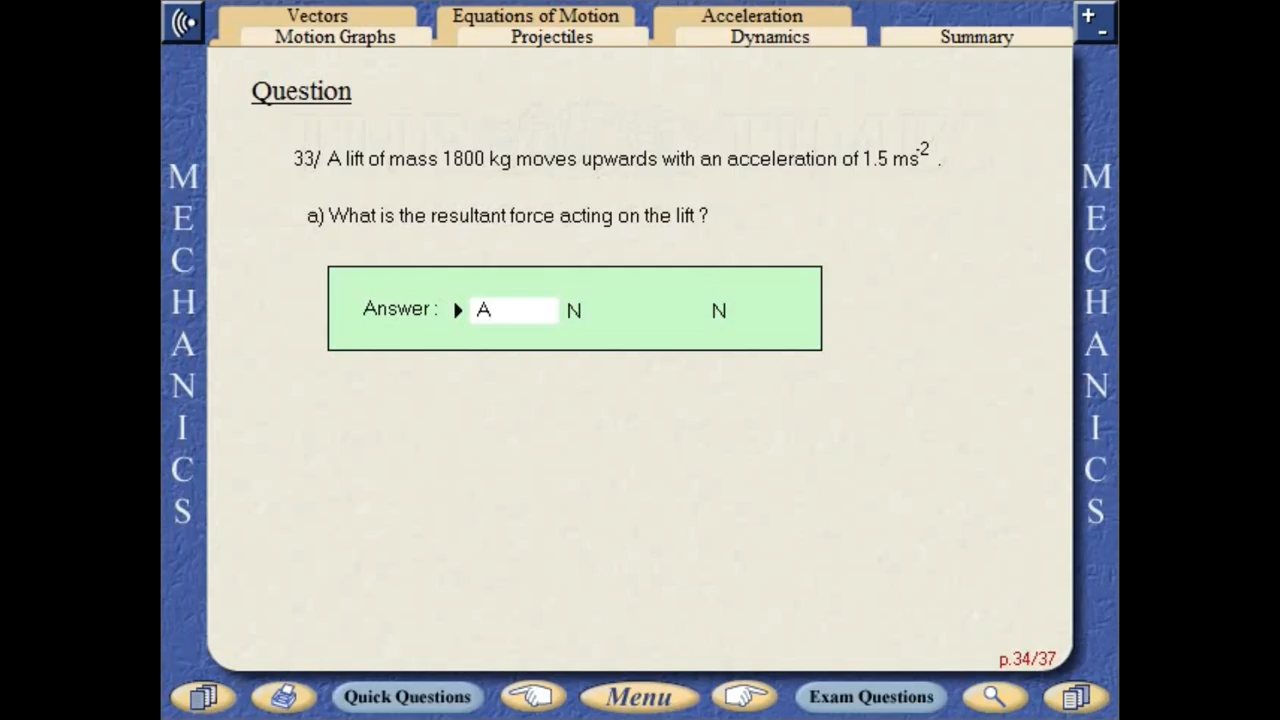 Vectors
Equations of Motion
Acceleration
Motion Graphs
Projectiles
Dynamics
Summary
+
-
Question
33/ A lift of mass 1800 kg moves upwards with an acceleration of 1.5 ms-2 .
a) What is the resultant force acting on the lift ?
Answer : A N N
MECHANICS
MECHANICS
p.34/37
Quick Questions
Menu
Exam Questions